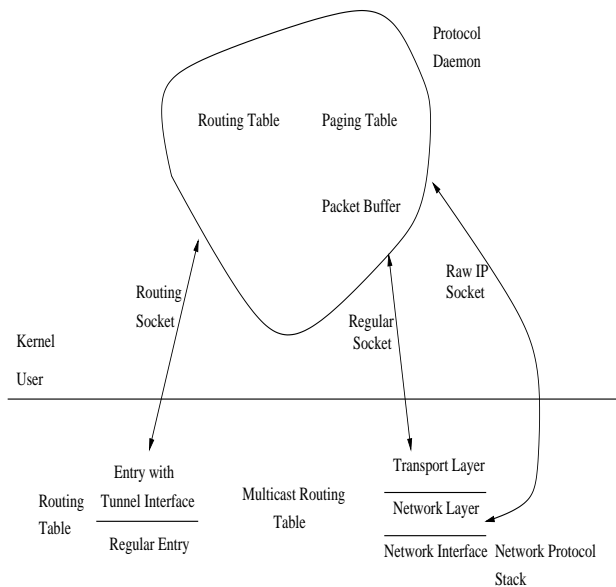 Protocol
Daemon
Routing Table
Paging Table
Packet Buffer
Routing
Socket
Regular
Socket
Raw IP
Socket
Kernel
User
Routing
Table
Entry with
Tunnel Interface
Regular Entry
Multicast Routing
Table
Transport Layer
Network Layer
Network Interface
Network Protocol
Stack